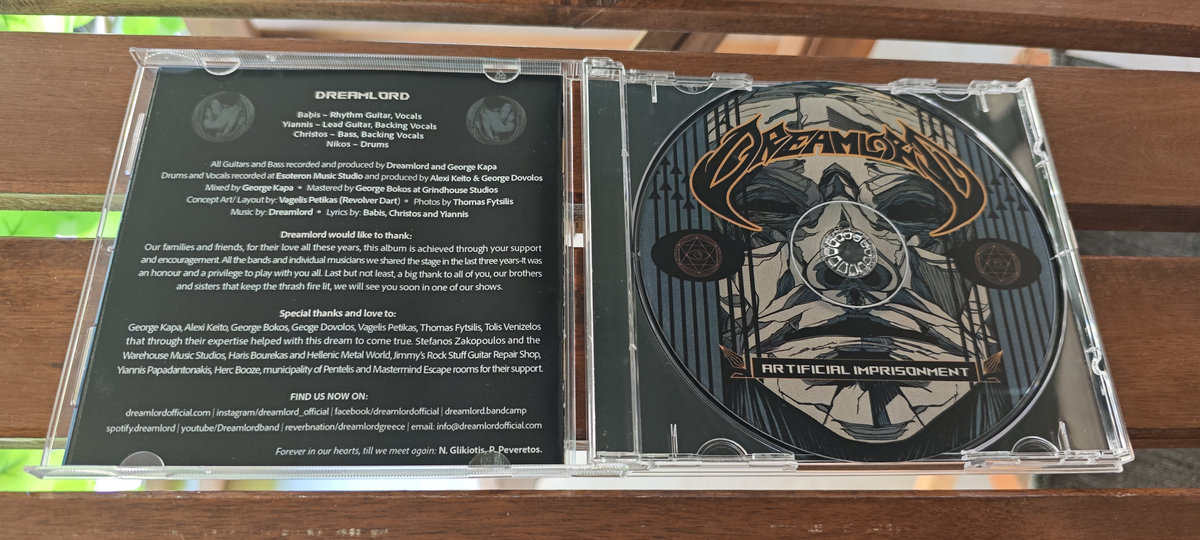 DREAMLORD
Babis – Rhythm Guitar, Vocals
Yiannis – Lead Guitar, Backing Vocals
Christos – Bass, Backing Vocals
Nikos – Drums
All Guitars and Bass recorded and produced by Dreamlord and George Kapa
Drums and Vocals recorded at Esoteron Music Studio and produced by Alexi Keito & George Dovolos
Mixed by George Kapa • Mastered by George Bokos at Grindhouse Studios
Concept Art/ Layout by: Vagelis Petikas (Revolver Dart) • Photos by Thomas Fytsilis
Music by: Dreamlord • Lyrics by: Babis, Christos and Yiannis
Dreamlord would like to thank:
Our families and friends, for their love all these years, this album is achieved through your support
and encouragement. All the bands and individual musicians we shared the stage in the last three years-It was
an honour and a privilege to play with you all. Last but not least, a big thank to all of you, our brothers
and sisters that keep the thrash fire lit, we will see you soon in one of our shows.
Special thanks and love to:
George Kapa, Alexi Keito, George Bokos, Geoge Dovolos, Vagelis Petikas, Thomas Fytsilis, Tolis Venizelos
that through their expertise helped with this dream to come true. Stefanos Zakopoulos and the
Warehouse Music Studios, Haris Bourekas and Hellenic Metal World, Jimmy's Rock Stuff Guitar Repair Shop,
Yiannis Papadantonakis, Herc Booze, municipality of Pentelis and Mastermind Escape rooms for their support.
FIND US NOW ON:
dreamlordofficial.com | instagram/dreamlord_official | facebook/dreamlordofficial | dreamlord.bandcamp
spotify.dreamlord | youtube/Dreamlordband | reverbnation/dreamlordgreece | email: info@dreamlordofficial.com
Forever in our hearts, till we meet again: N. Glikiotis, P. Peveretos.
DREAMLORD
ARTIFICIAL IMPRISONMENT